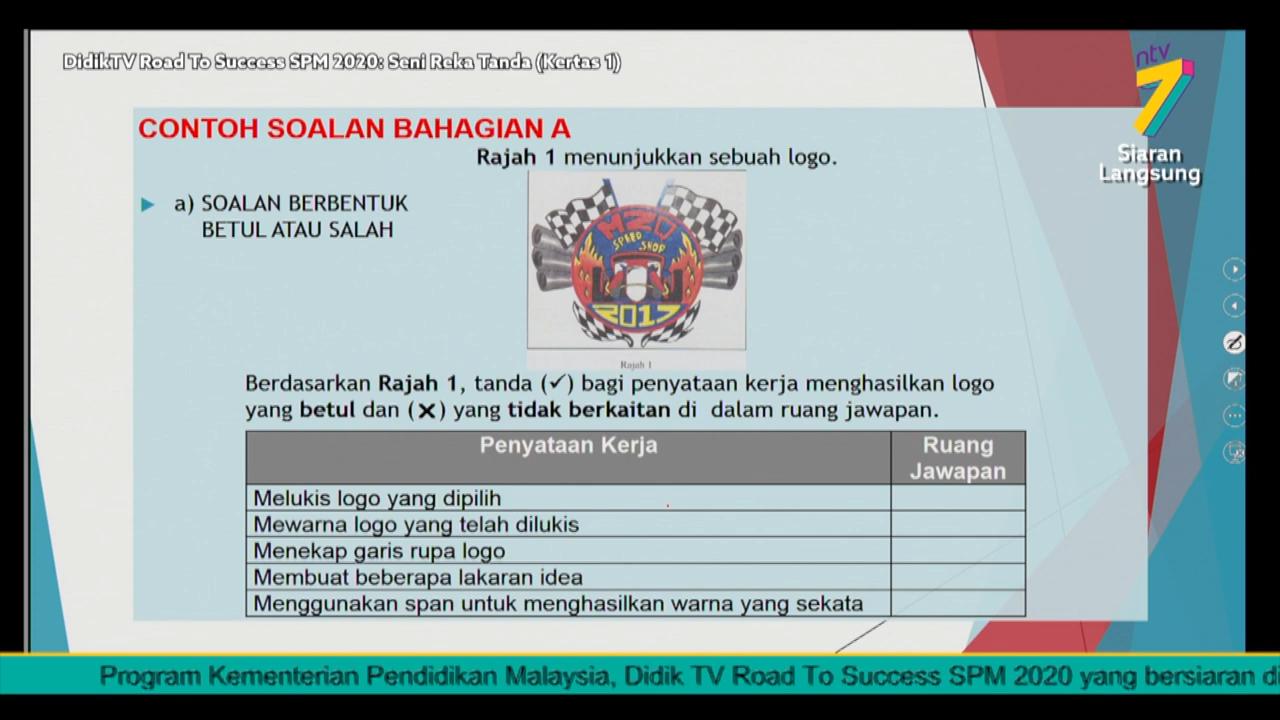 DidikTV Road To Success SPM 2020: Seni Reka Tanda (Kertas 1)
ntv
7
Siaran
Langsung
CONTOH SOALAN BAHAGIAN A
Rajah 1 menunjukkan sebuah logo.
a) SOALAN BERBENTUK
BETUL ATAU SALAH
MZO
SPEED SHOP
2017
Rajah 1
Berdasarkan Rajah 1, tanda (✓) bagi penyataan kerja menghasilkan logo
yang betul dan (✗) yang tidak berkaitan di dalam ruang jawapan.
Penyataan Kerja
Ruang
Jawapan
Melukis logo yang dipilih
Mewarna logo yang telah dilukis
Menekap garis rupa logo
Membuat beberapa lakaran idea
Menggunakan span untuk menghasilkan warna yang sekata
Program Kementerian Pendidikan Malaysia, Didik TV Road To Success SPM 2020 yang bersiaran di